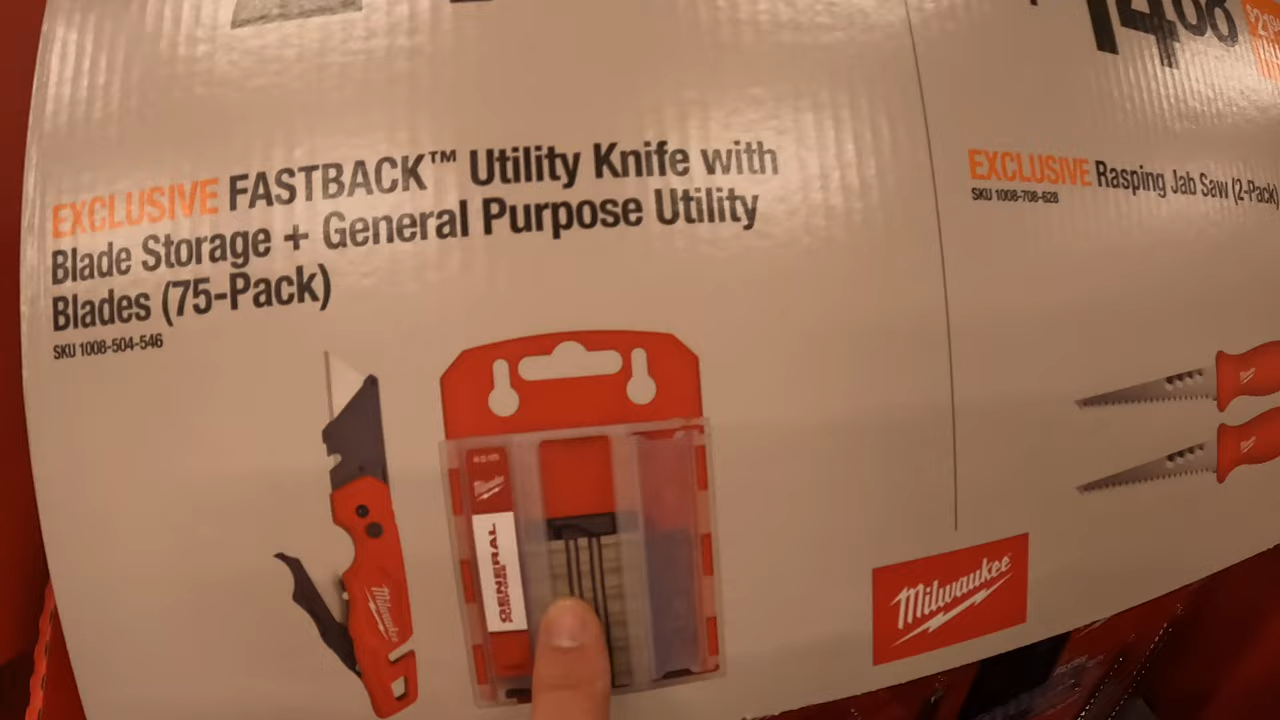 EXCLUSIVE FASTBACK™ Utility Knife with
Blade Storage + General Purpose Utility
Blades (75-Pack)
SKU 1008-504-546
Milwaukee
Milwaukee
GENERAL
PURPOSE
14
EXCLUSIVE Rasping Jab Saw (2-Pack)
SKU 1008-708-628
Milwaukee